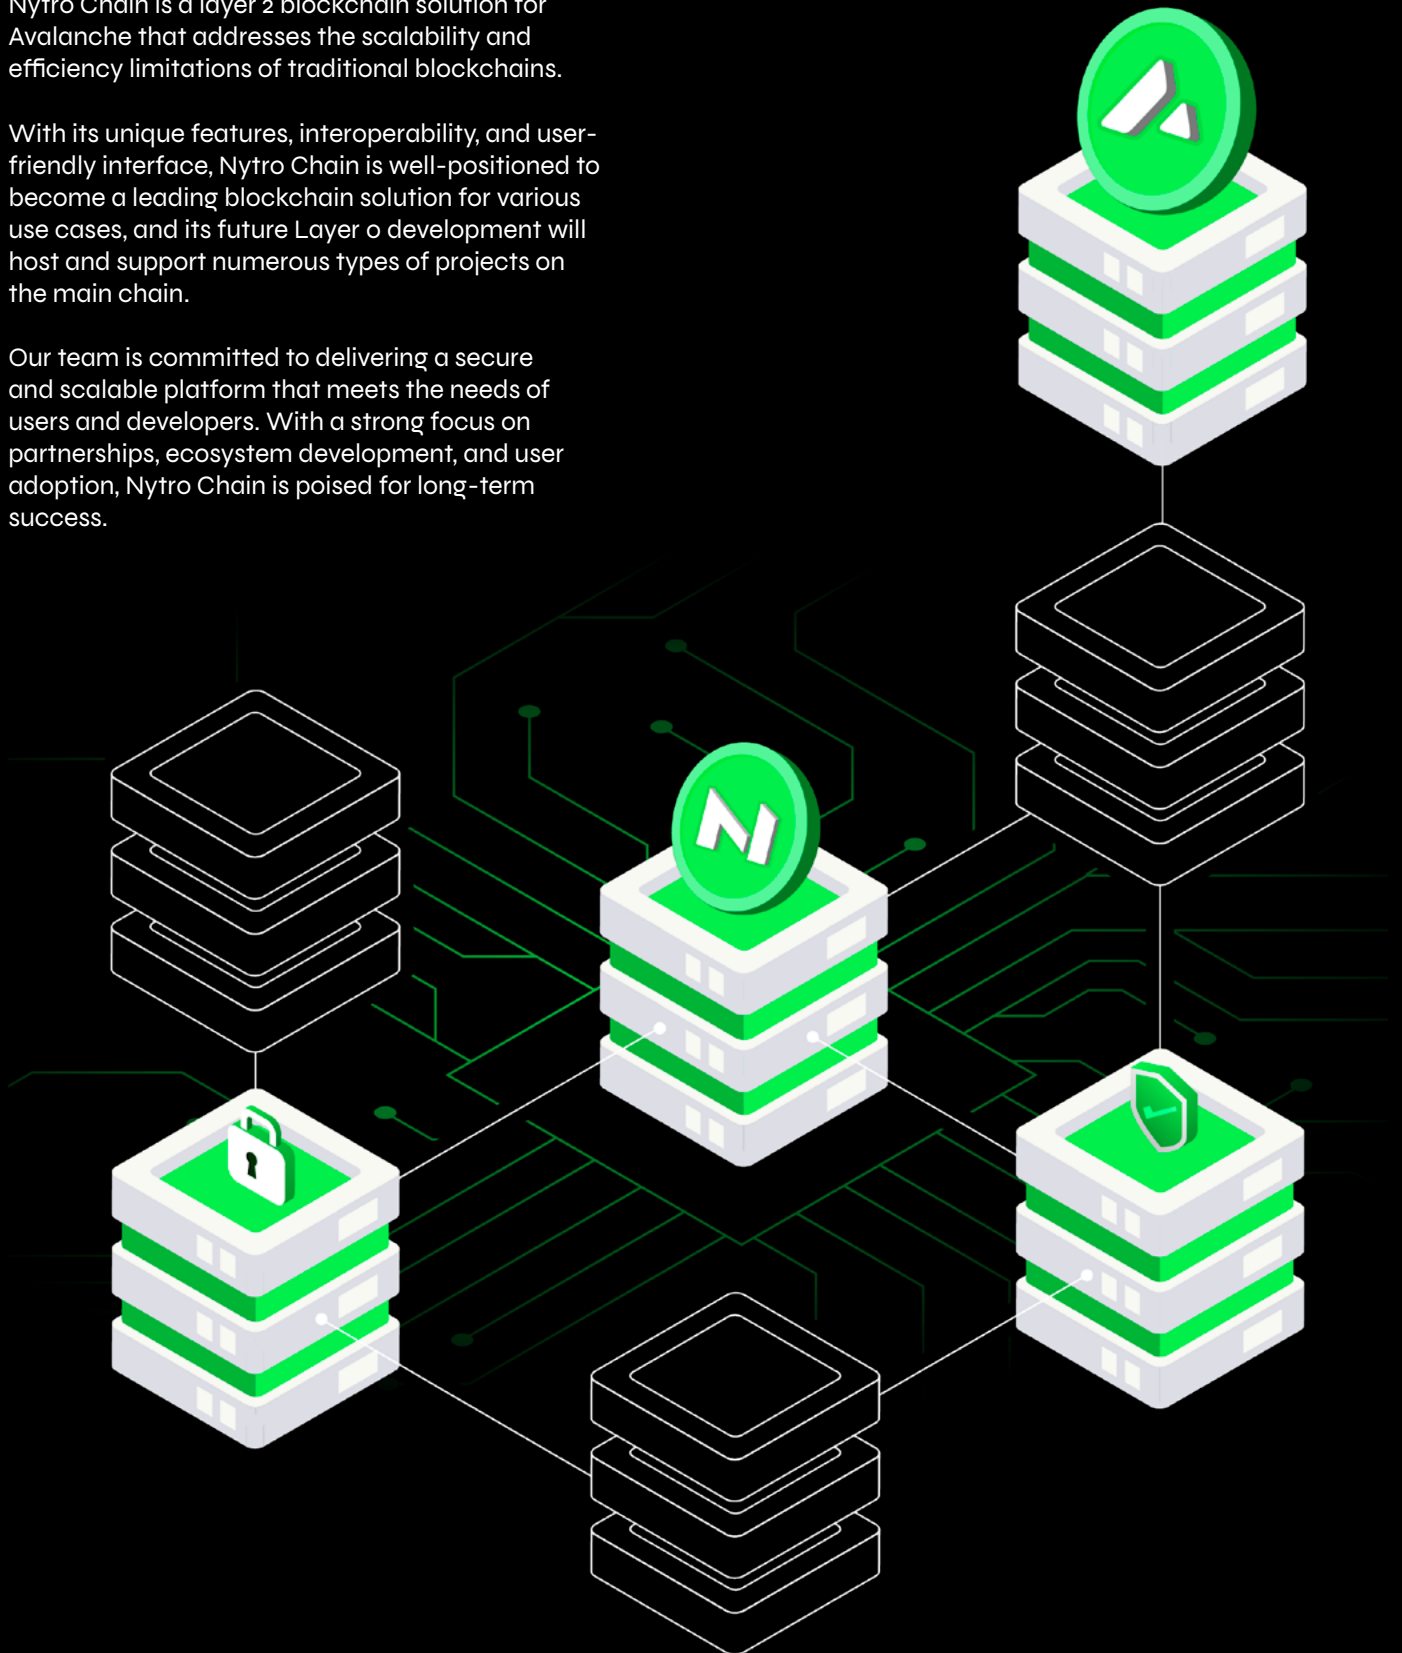 Nytro Chain is a layer 2 blockchain solution for
Avalanche that addresses the scalability and
efficiency limitations of traditional blockchains.
With its unique features, interoperability, and user-
friendly interface, Nytro Chain is well-positioned to
become a leading blockchain solution for various
use cases, and its future Layer 0 development will
host and support numerous types of projects on
the main chain.
Our team is committed to delivering a secure
and scalable platform that meets the needs of
users and developers. With a strong focus on
partnerships, ecosystem development, and user
adoption, Nytro Chain is poised for long-term
success.